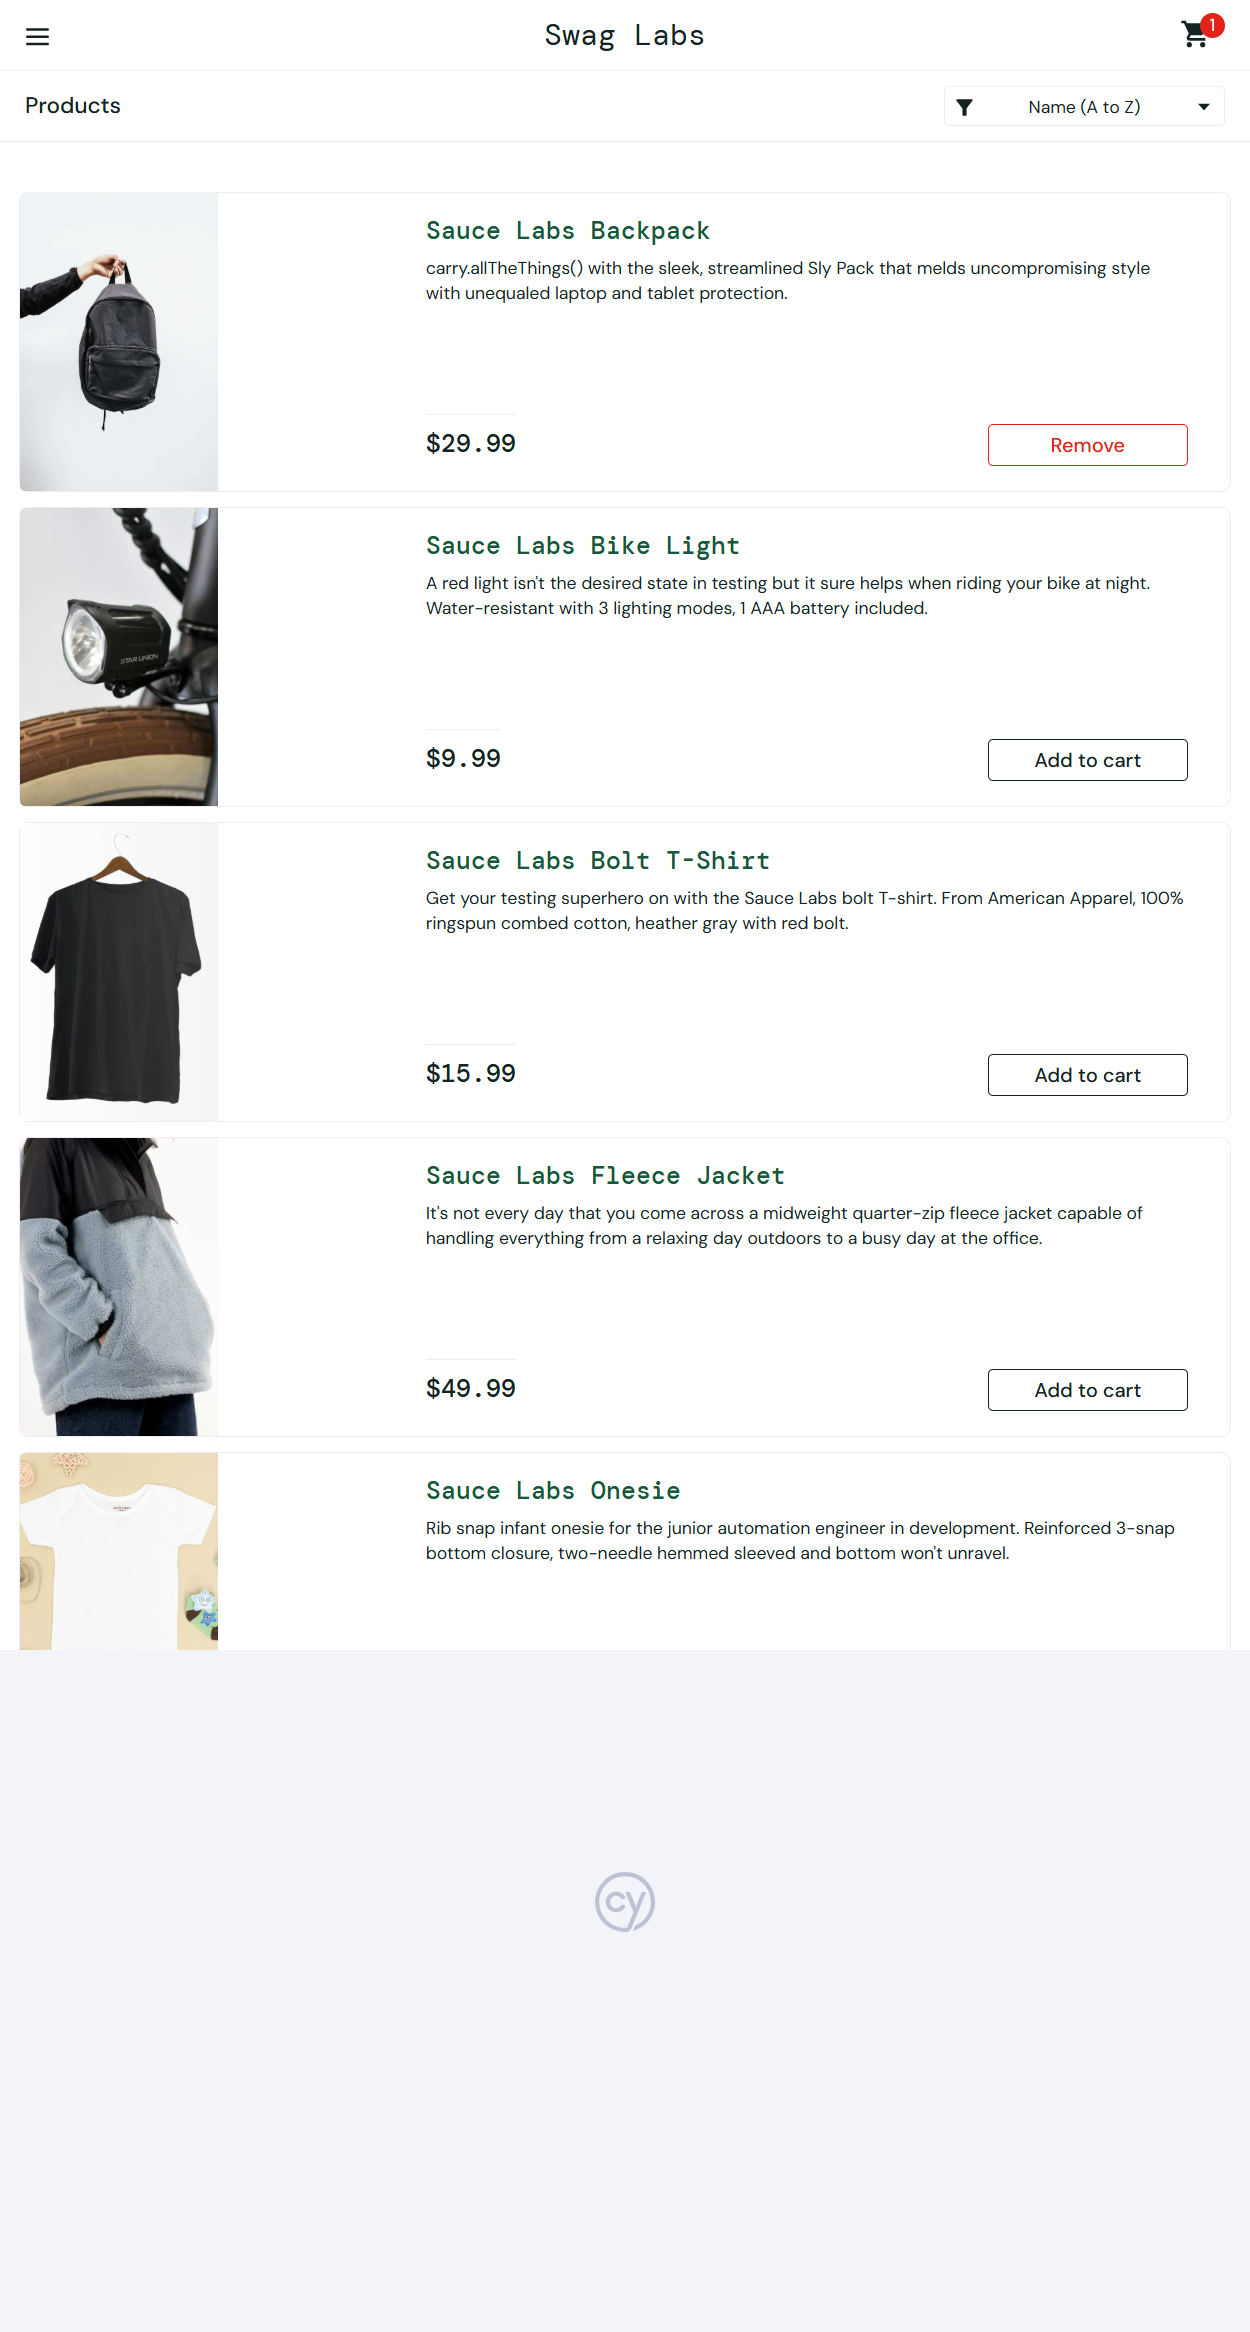 Swag Labs
1
Products
Name (A to Z)
Sauce Labs Backpack
carry.allTheThings() with the sleek, streamlined Sly Pack that melds uncompromising style
with unequaled laptop and tablet protection.
$29.99
Remove
Sauce Labs Bike Light
A red light isn't the desired state in testing but it sure helps when riding your bike at night.
Water-resistant with 3 lighting modes, 1 AAA battery included.
STAR UNION
$9.99
Add to cart
Sauce Labs Bolt T-Shirt
Get your testing superhero on with the Sauce Labs bolt T-shirt. From American Apparel, 100%
ringspun combed cotton, heather gray with red bolt.
$15.99
Add to cart
Sauce Labs Fleece Jacket
It's not every day that you come across a midweight quarter-zip fleece jacket capable of
handling everything from a relaxing day outdoors to a busy day at the office.
$49.99
Add to cart
Sauce Labs Onesie
Rib snap infant onesie for the junior automation engineer in development. Reinforced 3-snap
bottom closure, two-needle hemmed sleeved and bottom won't unravel.
cy